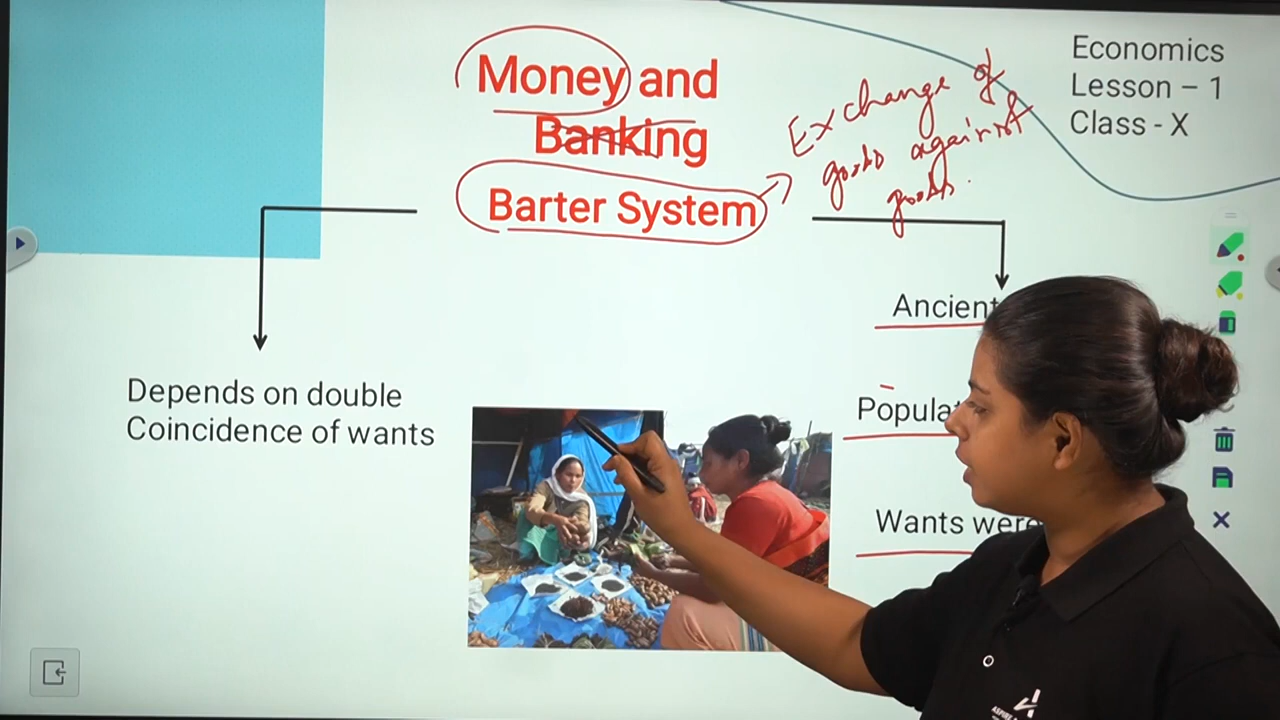 Money and
Banking
Barter System
Exchange of
goods against
goods.
Economics
Lesson – 1
Class - X
Depends on double
Coincidence of wants
Ancient
Wants were